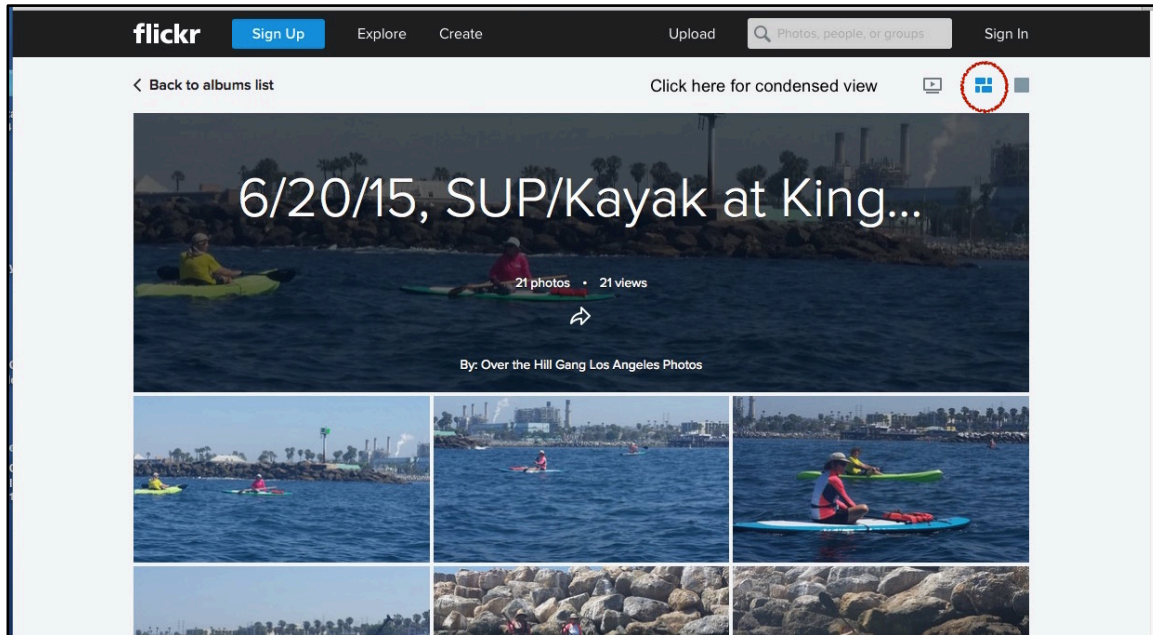 flickr Sign Up Explore Create Upload Photos, people, or groups Sign In
Back to albums list Click here for condensed view
6/20/15, SUP/Kayak at King...
21 photos • 21 views
By: Over the Hill Gang Los Angeles Photos